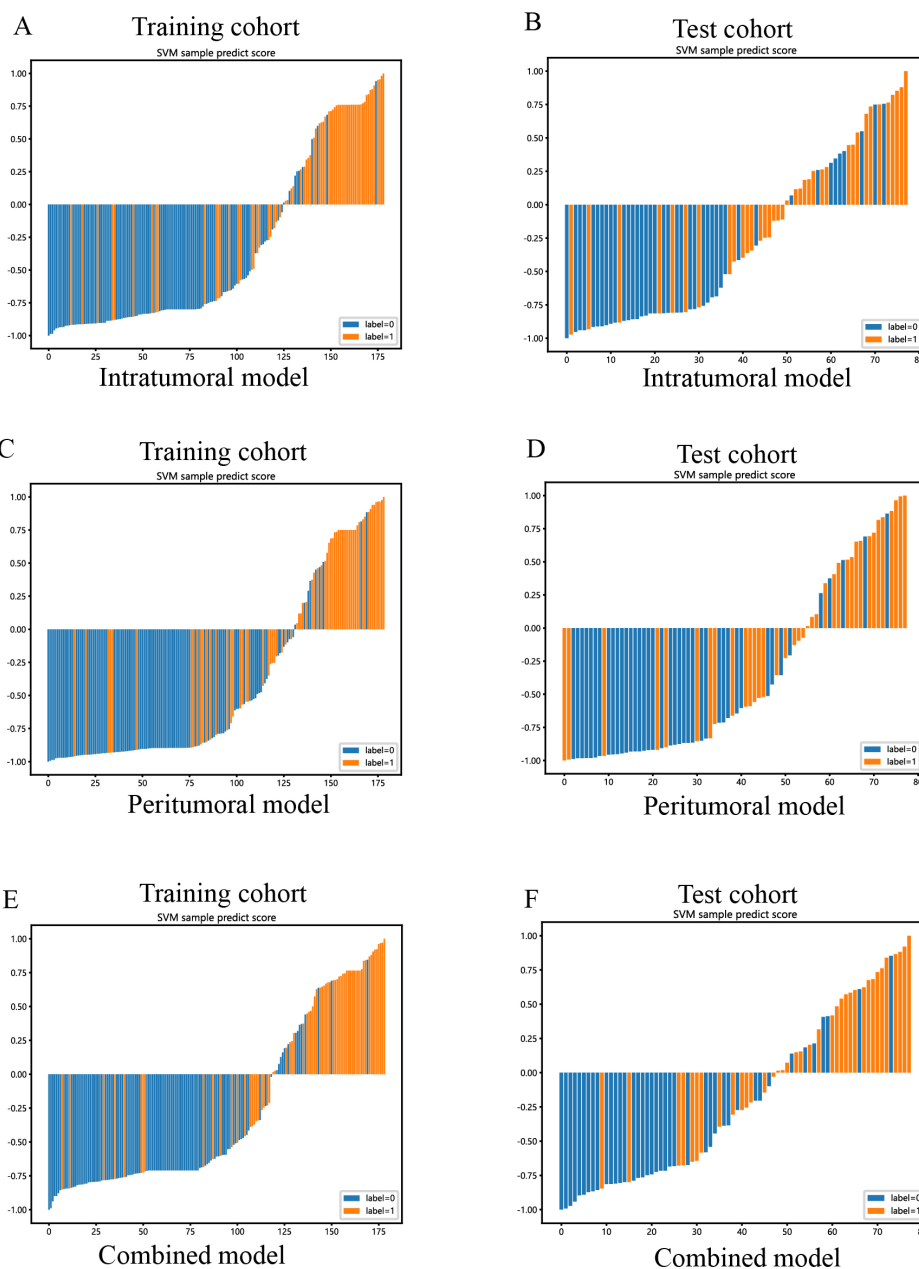 A
Training cohort
SVM sample predict score
1.00
0.75
0.50
0.25
0.00
-0.25
-0.50
-0.75
-1.00
label=0
label=1
0 25 50 75 100 125 150 175
Intratumoral model
B
Test cohort
SVM sample predict score
1.00
0.75
0.50
0.25
0.00
-0.25
-0.50
-0.75
-1.00
label=0
label=1
0 10 20 30 40 50 60 70 80
Intratumoral model
C
Training cohort
SVM sample predict score
1.00
0.75
0.50
0.25
0.00
-0.25
-0.50
-0.75
-1.00
label=0
label=1
0 25 50 75 100 125 150 175
Peritumoral model
D
Test cohort
SVM sample predict score
1.00
0.75
0.50
0.25
0.00
-0.25
-0.50
-0.75
-1.00
label=0
label=1
0 10 20 30 40 50 60 70 80
Peritumoral model
E
Training cohort
SVM sample predict score
1.00
0.75
0.50
0.25
0.00
-0.25
-0.50
-0.75
-1.00
label=0
label=1
0 25 50 75 100 125 150 175
Combined model
F
Test cohort
SVM sample predict score
1.00
0.75
0.50
0.25
0.00
-0.25
-0.50
-0.75
-1.00
label=0
label=1
0 10 20 30 40 50 60 70 80
Combined model